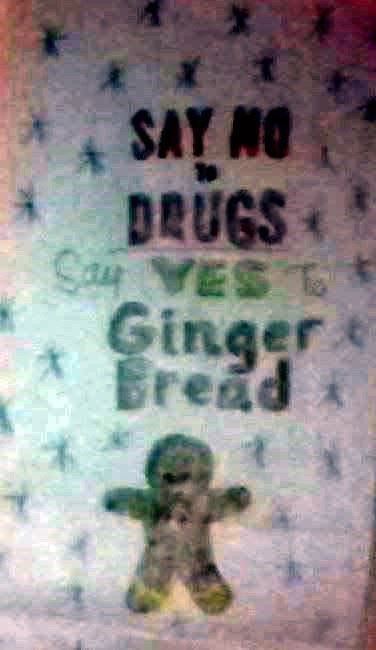 SAY NO
TO
DRUGS
Say YES To
Ginger
Bread